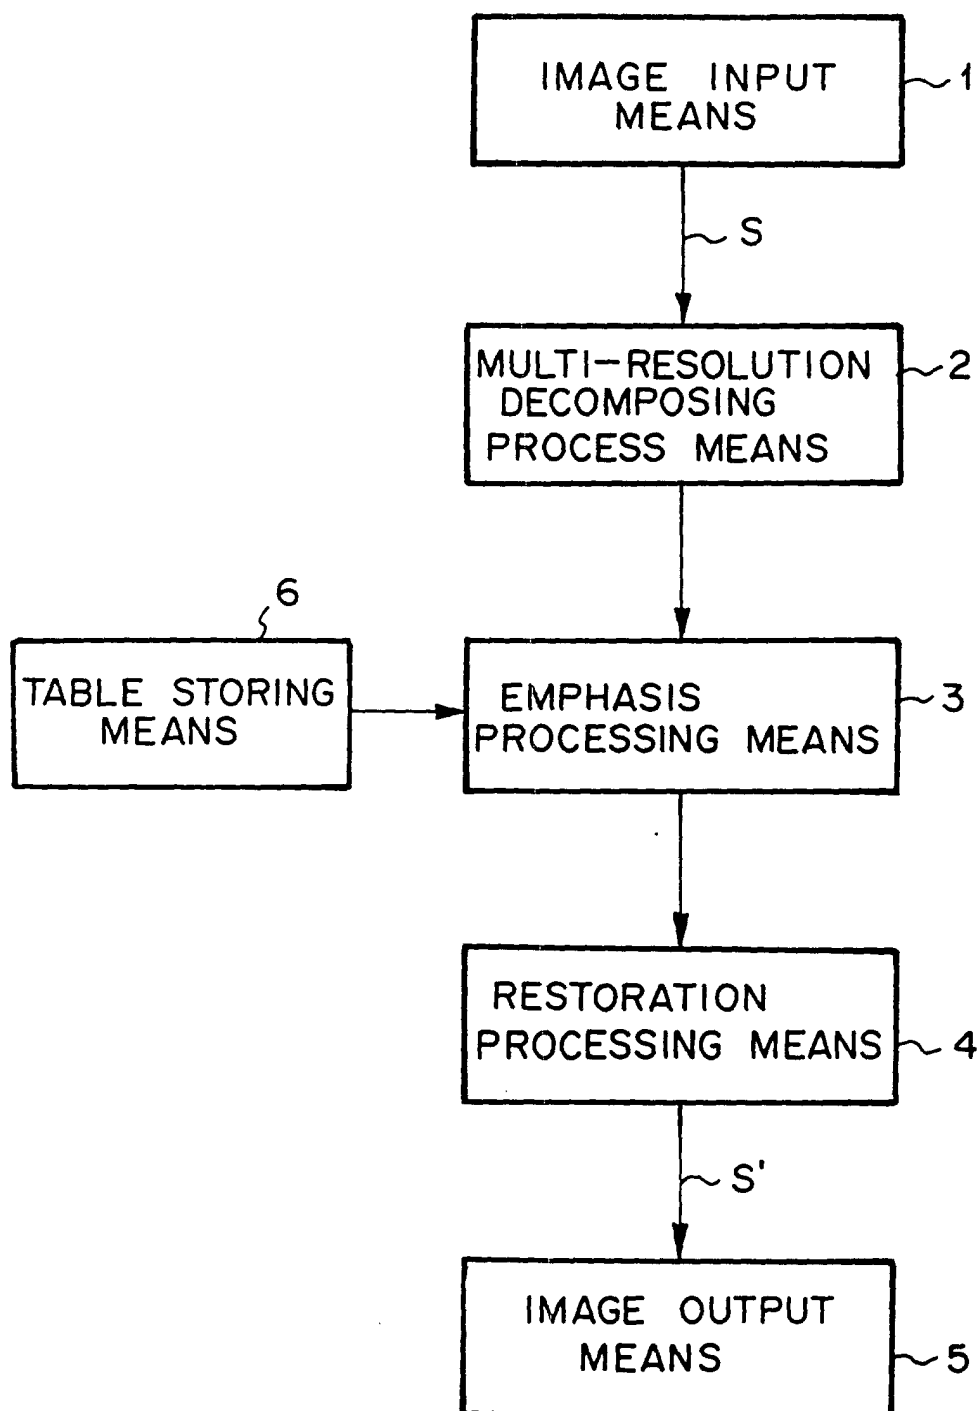 IMAGE INPUT
MEANS
1
S
MULTI-RESOLUTION
DECOMPOSING
PROCESS MEANS
2
6
TABLE STORING
MEANS
EMPHASIS
PROCESSING MEANS
3
RESTORATION
PROCESSING MEANS
4
S'
IMAGE OUTPUT
MEANS
5